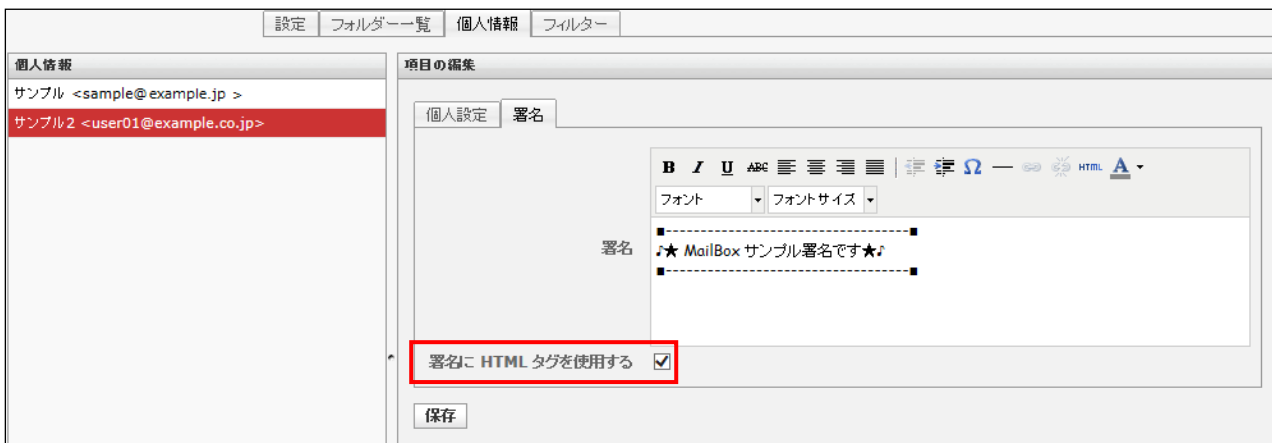 設定 フォルダー一覧 個人情報 フィルター
個人情報
サンプル <sample@example.jp >
サンプル2 <user01@example.co.jp>
項目の編集
個人設定 署名
B I U ABC Ω — HTML A
フォント フォントサイズ
署名
■-----------------------------------■
♪★ MailBox サンプル署名です★♪
■-----------------------------------■
署名に HTML タグを使用する
保存